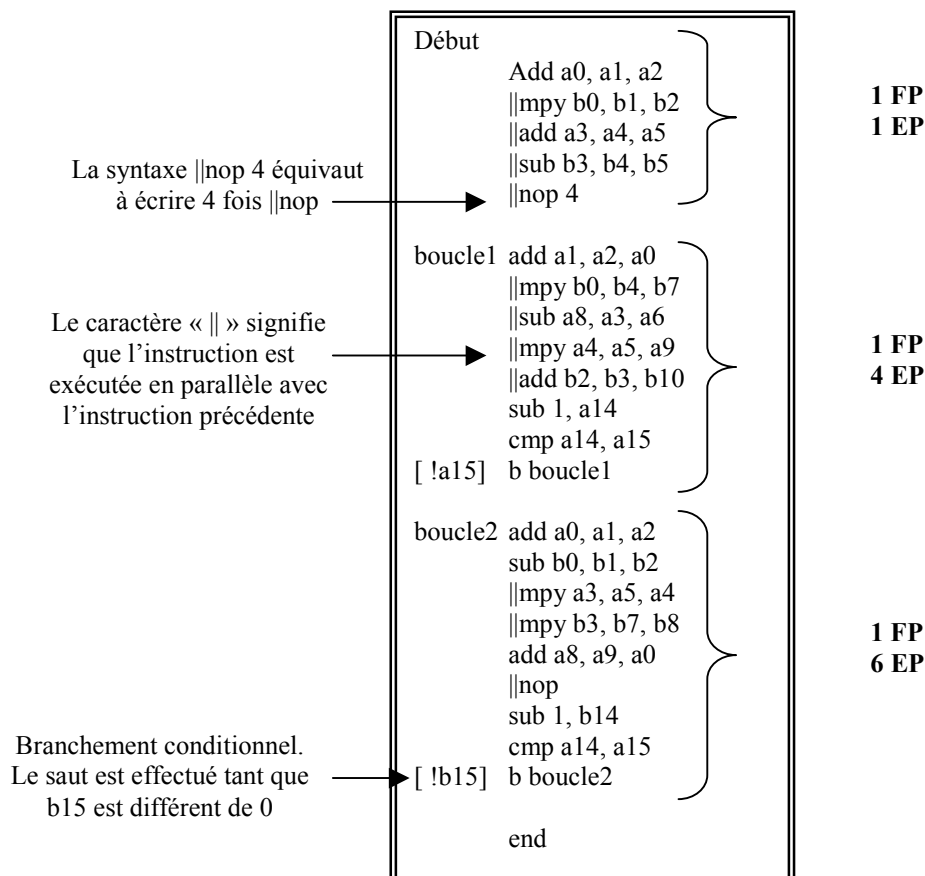 Début
Add a0, a1, a2
||mpy b0, b1, b2
||add a3, a4, a5
||sub b3, b4, b5
||nop 4
1 FP
1 EP
La syntaxe ||nop 4 équivaut
à écrire 4 fois ||nop
boucle1 add a1, a2, a0
||mpy b0, b4, b7
||sub a8, a3, a6
||mpy a4, a5, a9
||add b2, b3, b10
sub 1, a14
cmp a14, a15
[ !a15] b boucle1
1 FP
4 EP
Le caractère « || » signifie
que l’instruction est
exécutée en parallèle avec
l’instruction précédente
boucle2 add a0, a1, a2
sub b0, b1, b2
||mpy a3, a5, a4
||mpy b3, b7, b8
add a8, a9, a0
||nop
sub 1, b14
cmp a14, a15
[ !b15] b boucle2
1 FP
6 EP
Branchement conditionnel.
Le saut est effectué tant que
b15 est différent de 0
end